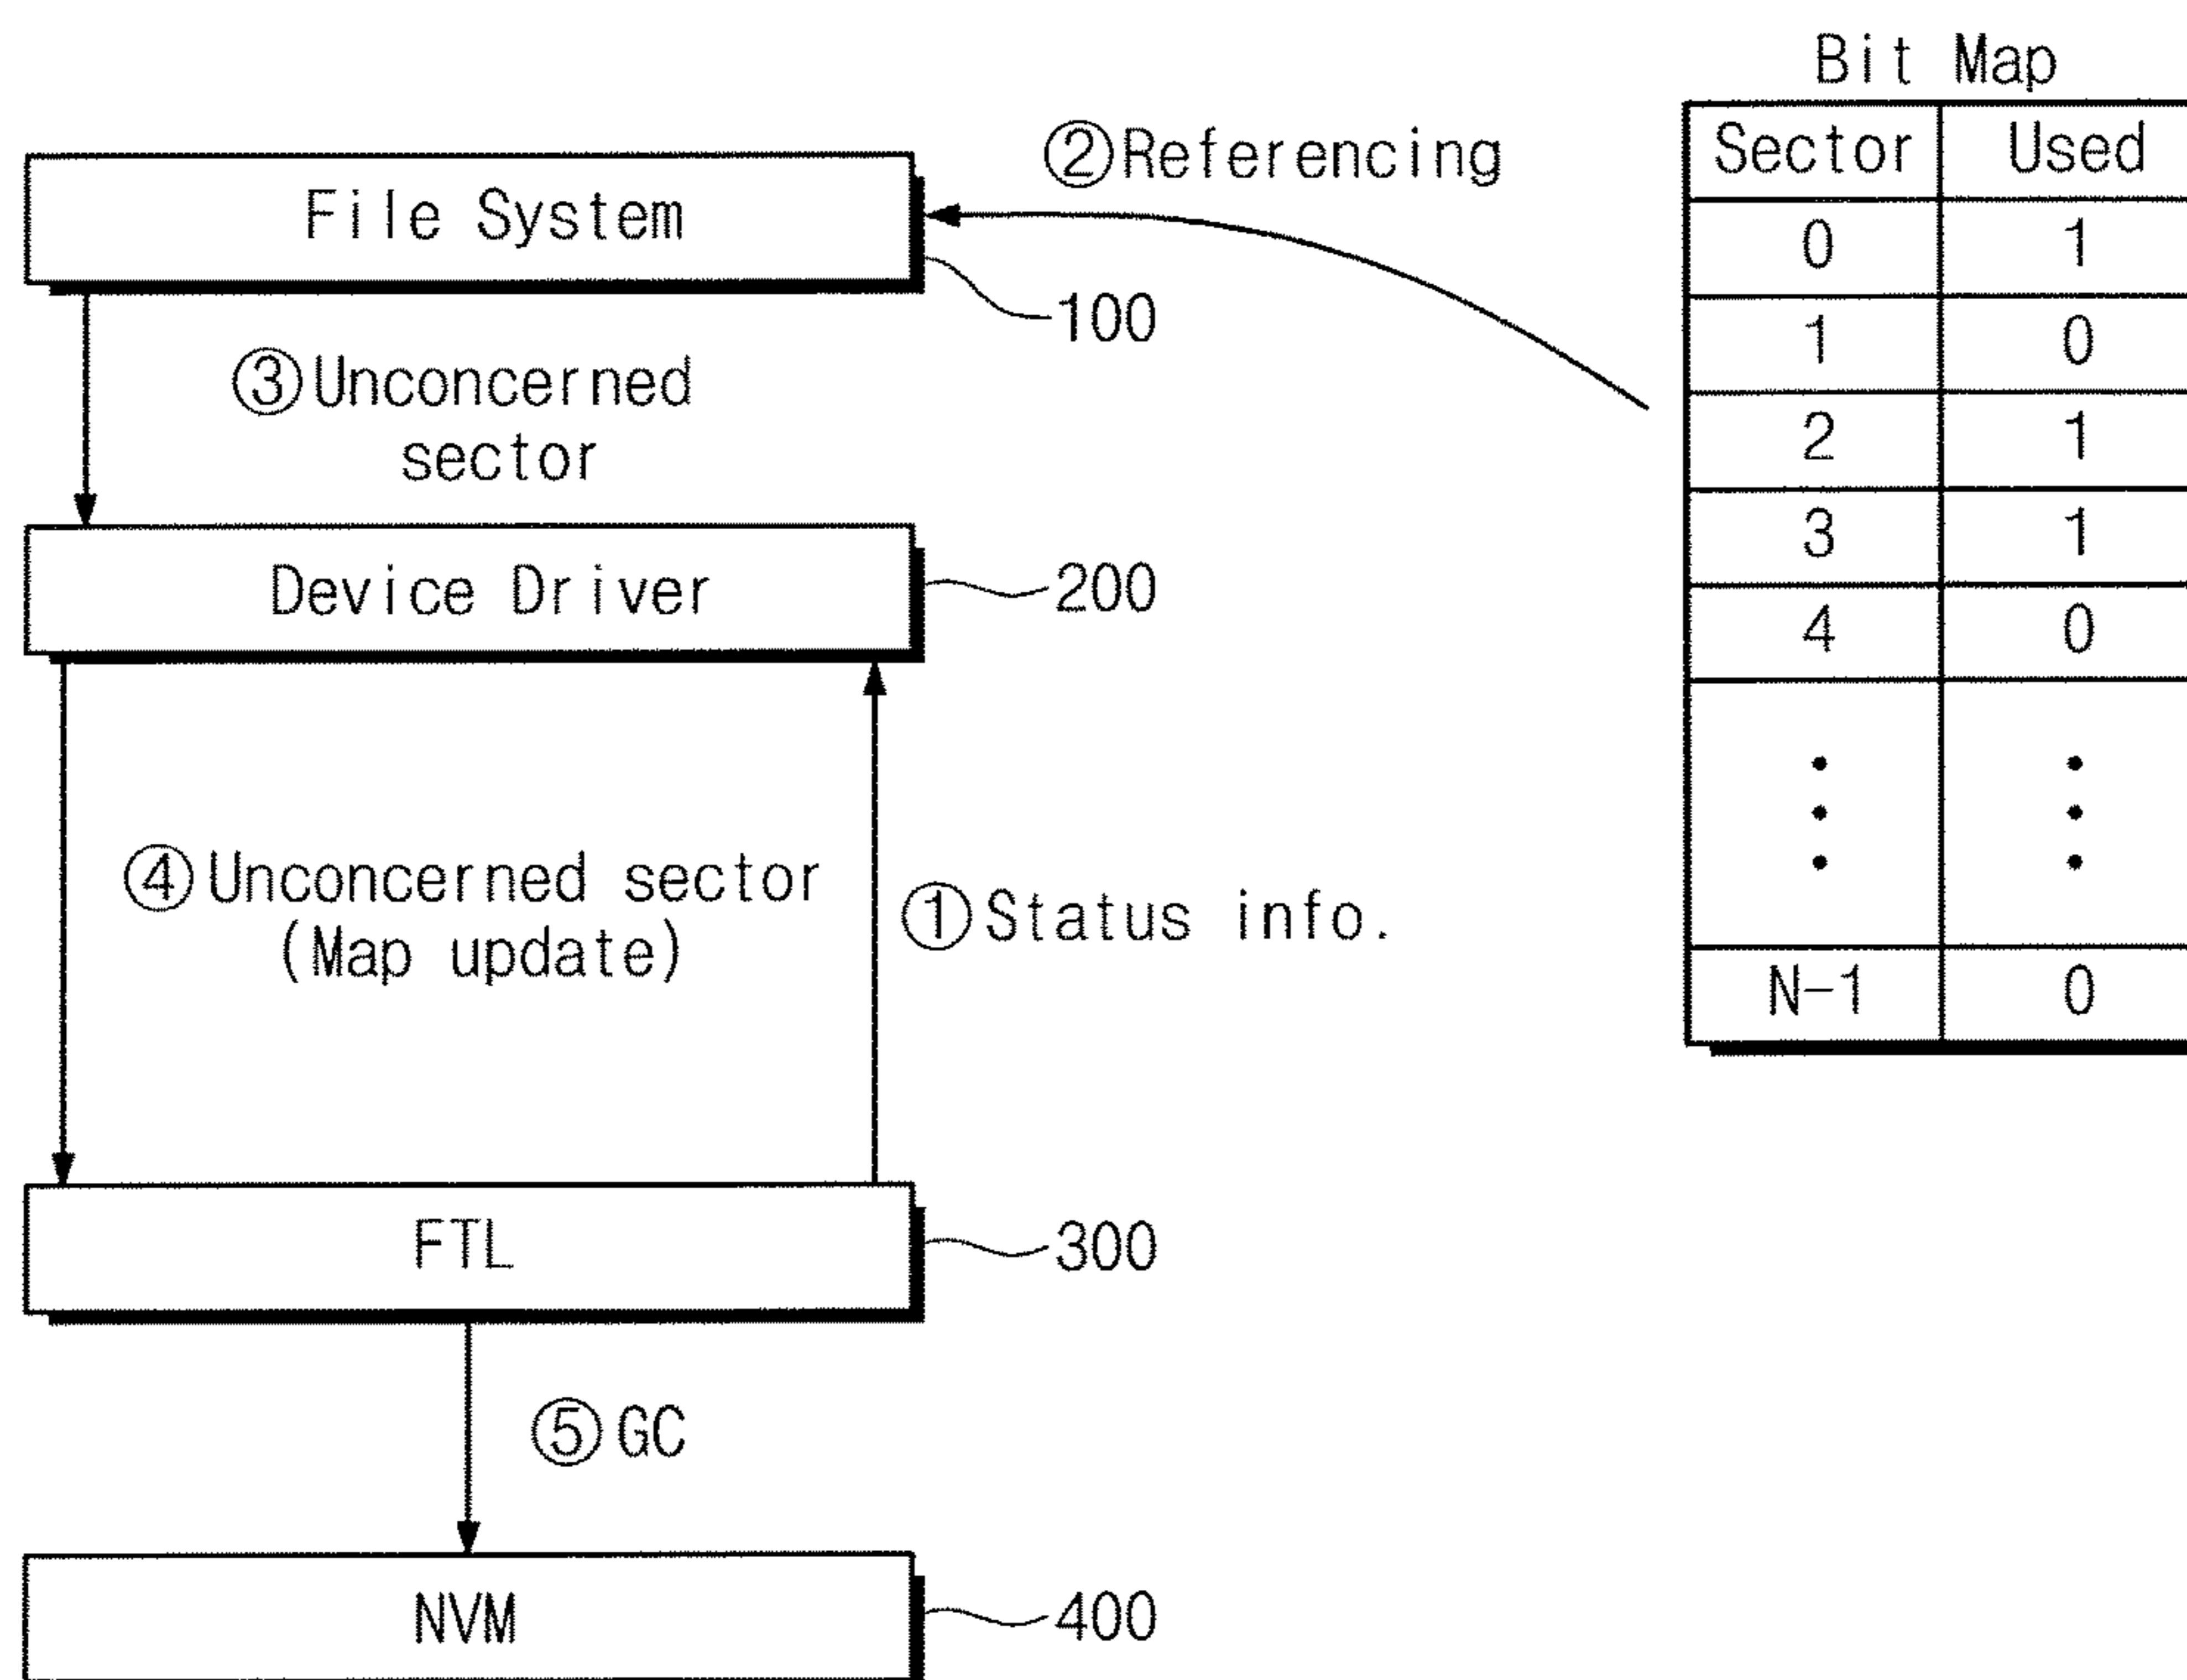 Bit Map
Sector Used
0 1
1 0
2 1
3 1
4 0
N-1 0
②Referencing
File System
100
③Unconcerned
sector
Device Driver
200
④Unconcerned sector
(Map update)
①Status info.
FTL
300
⑤GC
NVM
400